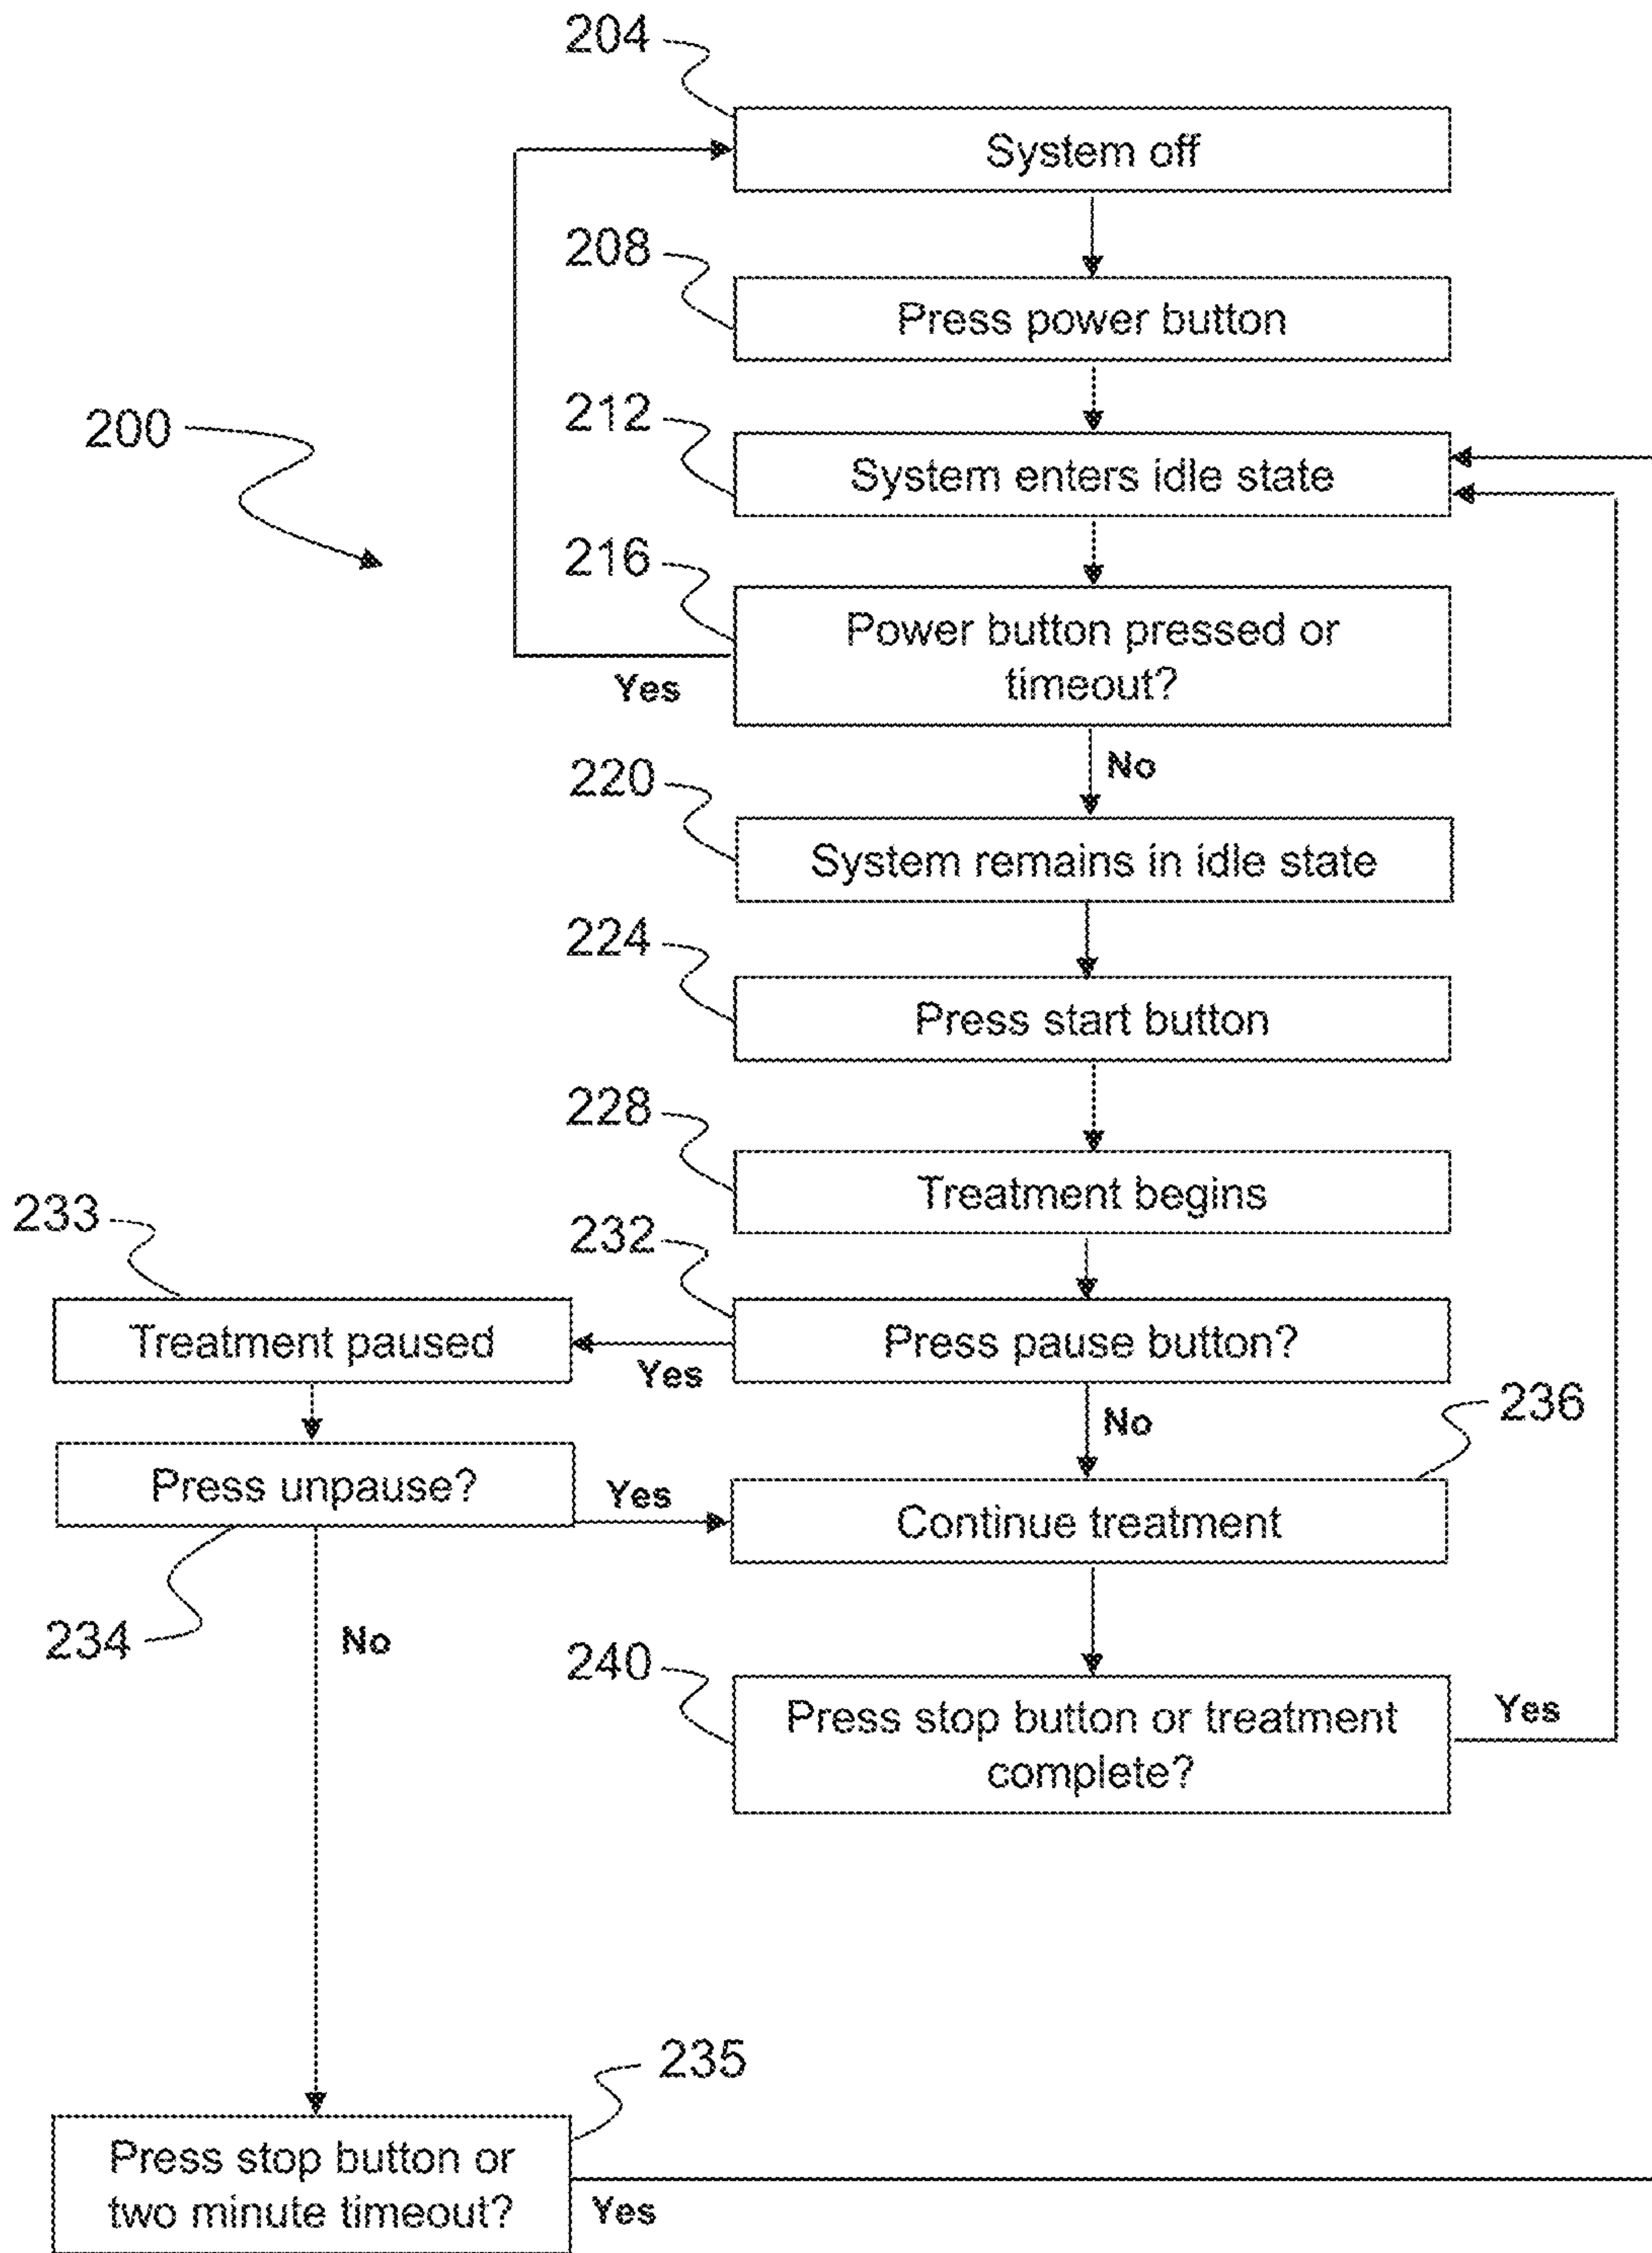 204
System off
208
Press power button
200
212
System enters idle state
216
Power button pressed or
timeout?
Yes
No
220
System remains in idle state
224
Press start button
228
Treatment begins
233
232
Treatment paused
Yes
Press pause button?
No
236
Press unpause?
Yes
Continue treatment
234
No
240
Press stop button or treatment
complete?
Yes
235
Press stop button or
two minute timeout?
Yes